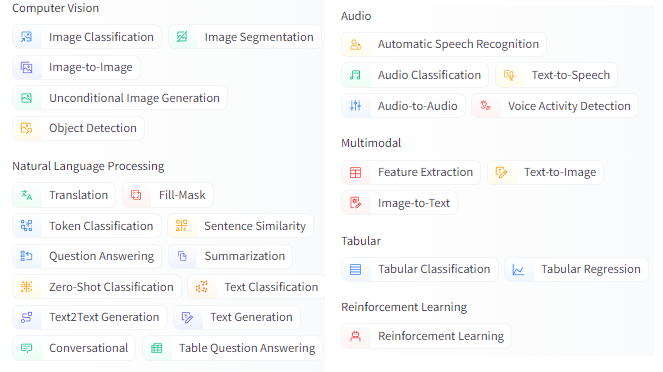 Computer Vision
Image Classification
Image Segmentation
Image-to-Image
Unconditional Image Generation
Object Detection
Natural Language Processing
Translation
Fill-Mask
Token Classification
Sentence Similarity
Question Answering
Summarization
Zero-Shot Classification
Text Classification
Text2Text Generation
Text Generation
Conversational
Table Question Answering
Audio
Automatic Speech Recognition
Audio Classification
Text-to-Speech
Audio-to-Audio
Voice Activity Detection
Multimodal
Feature Extraction
Text-to-Image
Image-to-Text
Tabular
Tabular Classification
Tabular Regression
Reinforcement Learning
Reinforcement Learning